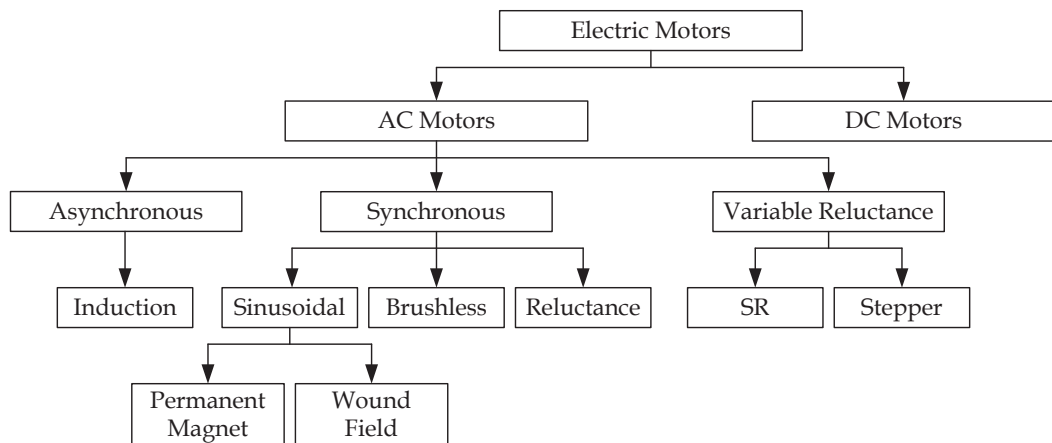 Electric Motors
AC Motors
DC Motors
Asynchronous
Synchronous
Variable Reluctance
Induction
Sinusoidal
Brushless
Reluctance
SR
Stepper
Permanent
Magnet
Wound
Field